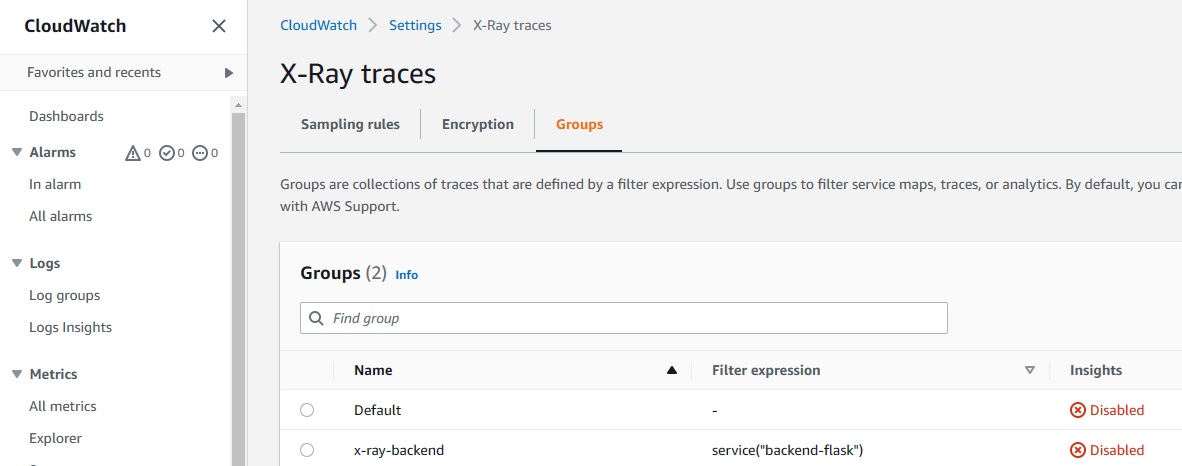 CloudWatch
Favorites and recents
Dashboards
Alarms 0 0 0
In alarm
All alarms
Logs
Log groups
Logs Insights
Metrics
All metrics
Explorer
CloudWatch Settings X-Ray traces
X-Ray traces
Sampling rules Encryption Groups
Groups are collections of traces that are defined by a filter expression. Use groups to filter service maps, traces, or analytics. By default, you can
with AWS Support.
Groups (2) Info
Find group
Name Filter expression Insights
Default - Disabled
x-ray-backend service("backend-flask") Disabled